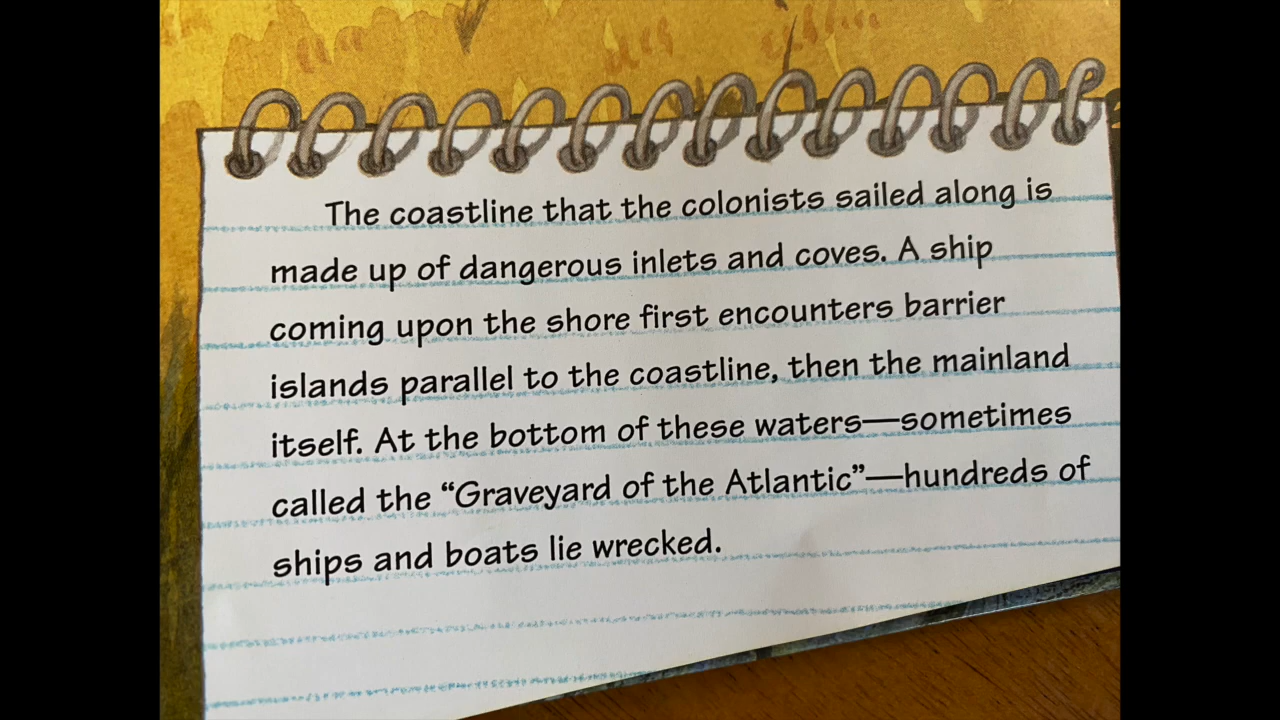 The coastline that the colonists sailed along is
made up of dangerous inlets and coves. A ship
coming upon the shore first encounters barrier
islands parallel to the coastline, then the mainland
itself. At the bottom of these waters—sometimes
called the “Graveyard of the Atlantic”—hundreds of
ships and boats lie wrecked.